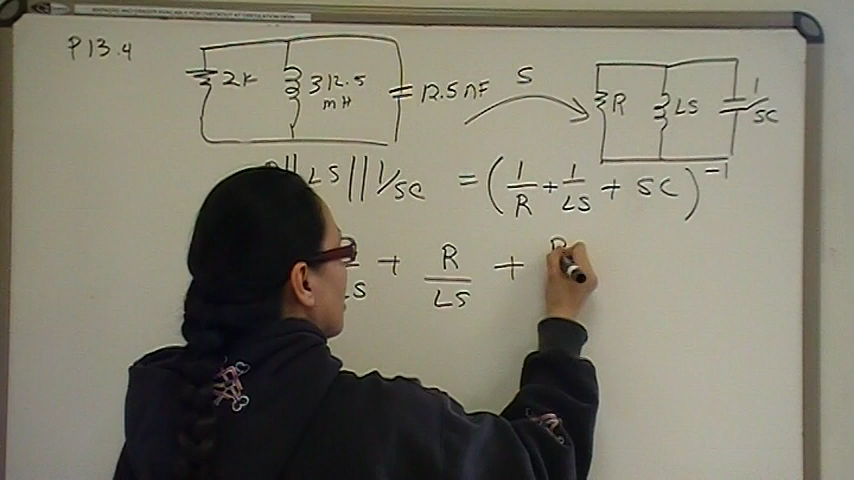 P13.4
2K 312.5 mH 12.5nF S R LS 1/SC
|| LS || 1/SC = (1/R + 1/LS + SC)^-1
LS + R/LS +